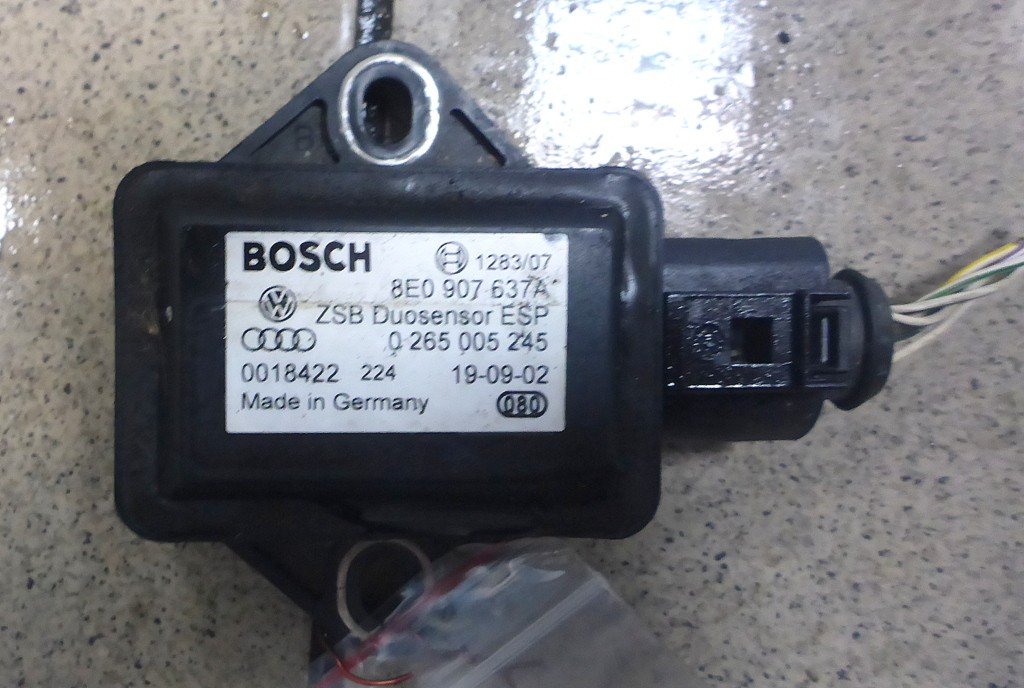 B
BOSCH 1283/07
8E0 907 637A
ZSB Duosensor ESP
0 265 005 245
0018422 224 19-09-02
Made in Germany 080